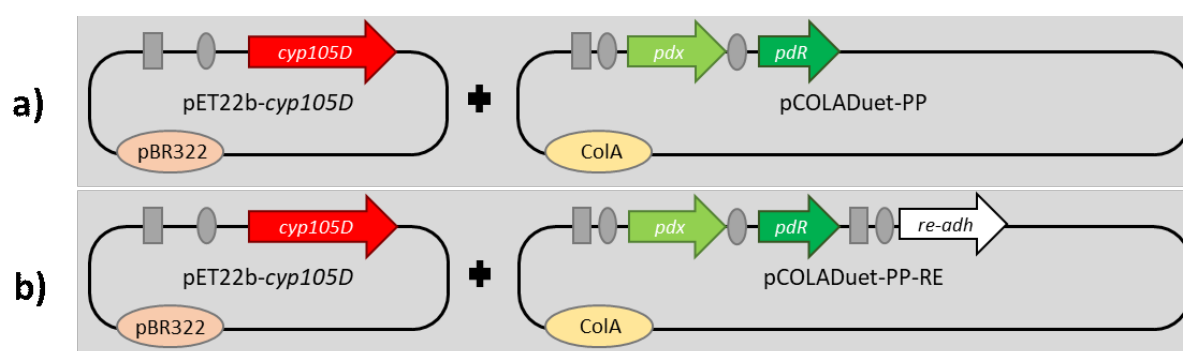 a)
cyp105D
pdx
pdR
pET22b-cyp105D
pCOLADuet-PP
pBR322
ColA
b)
cyp105D
pdx
pdR
re-adh
pET22b-cyp105D
pCOLADuet-PP-RE
pBR322
ColA